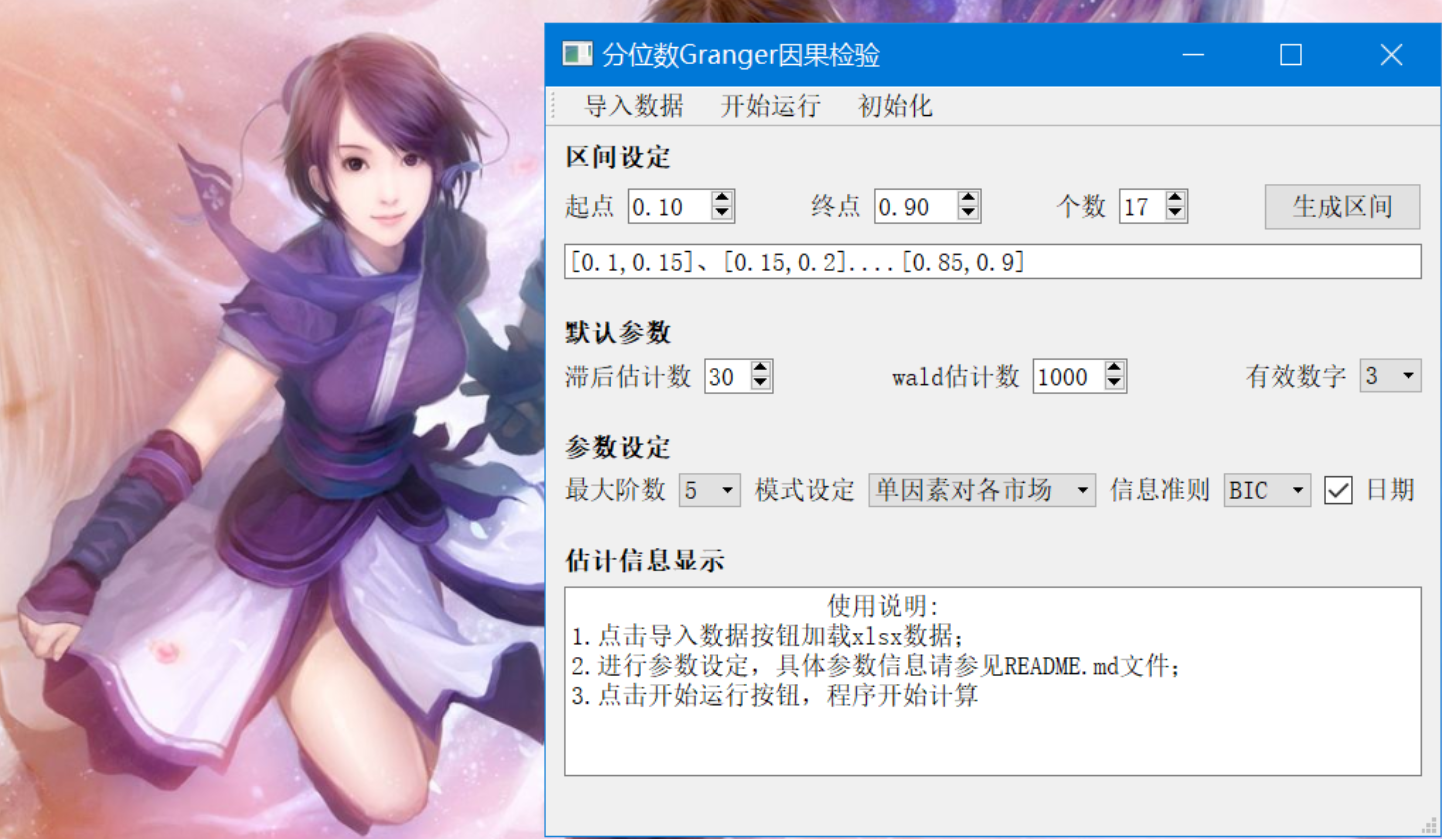 分位数Granger因果检验
导入数据 开始运行 初始化
区间设定
起点 0.10 终点 0.90 个数 17 生成区间
[0.1,0.15]、[0.15,0.2]....[0.85,0.9]
默认参数
滞后估计数 30 wald估计数 1000 有效数字 3
参数设定
最大阶数 5 模式设定 单因素对各市场 信息准则 BIC 日期
估计信息显示
使用说明:
1.点击导入数据按钮加载xlsx数据;
2.进行参数设定，具体参数信息请参见README.md文件;
3.点击开始运行按钮，程序开始计算